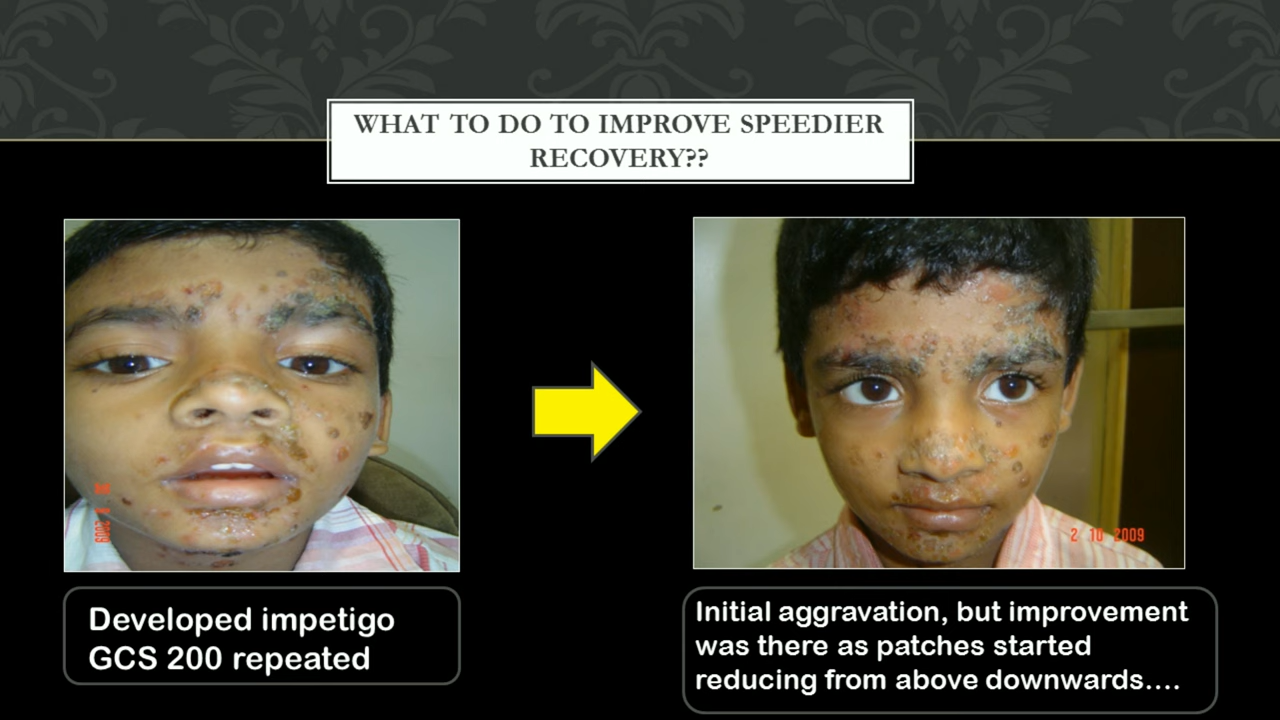 WHAT TO DO TO IMPROVE SPEEDIER
RECOVERY??
2 10 2009
Developed impetigo
GCS 200 repeated
Initial aggravation, but improvement
was there as patches started
reducing from above downwards....